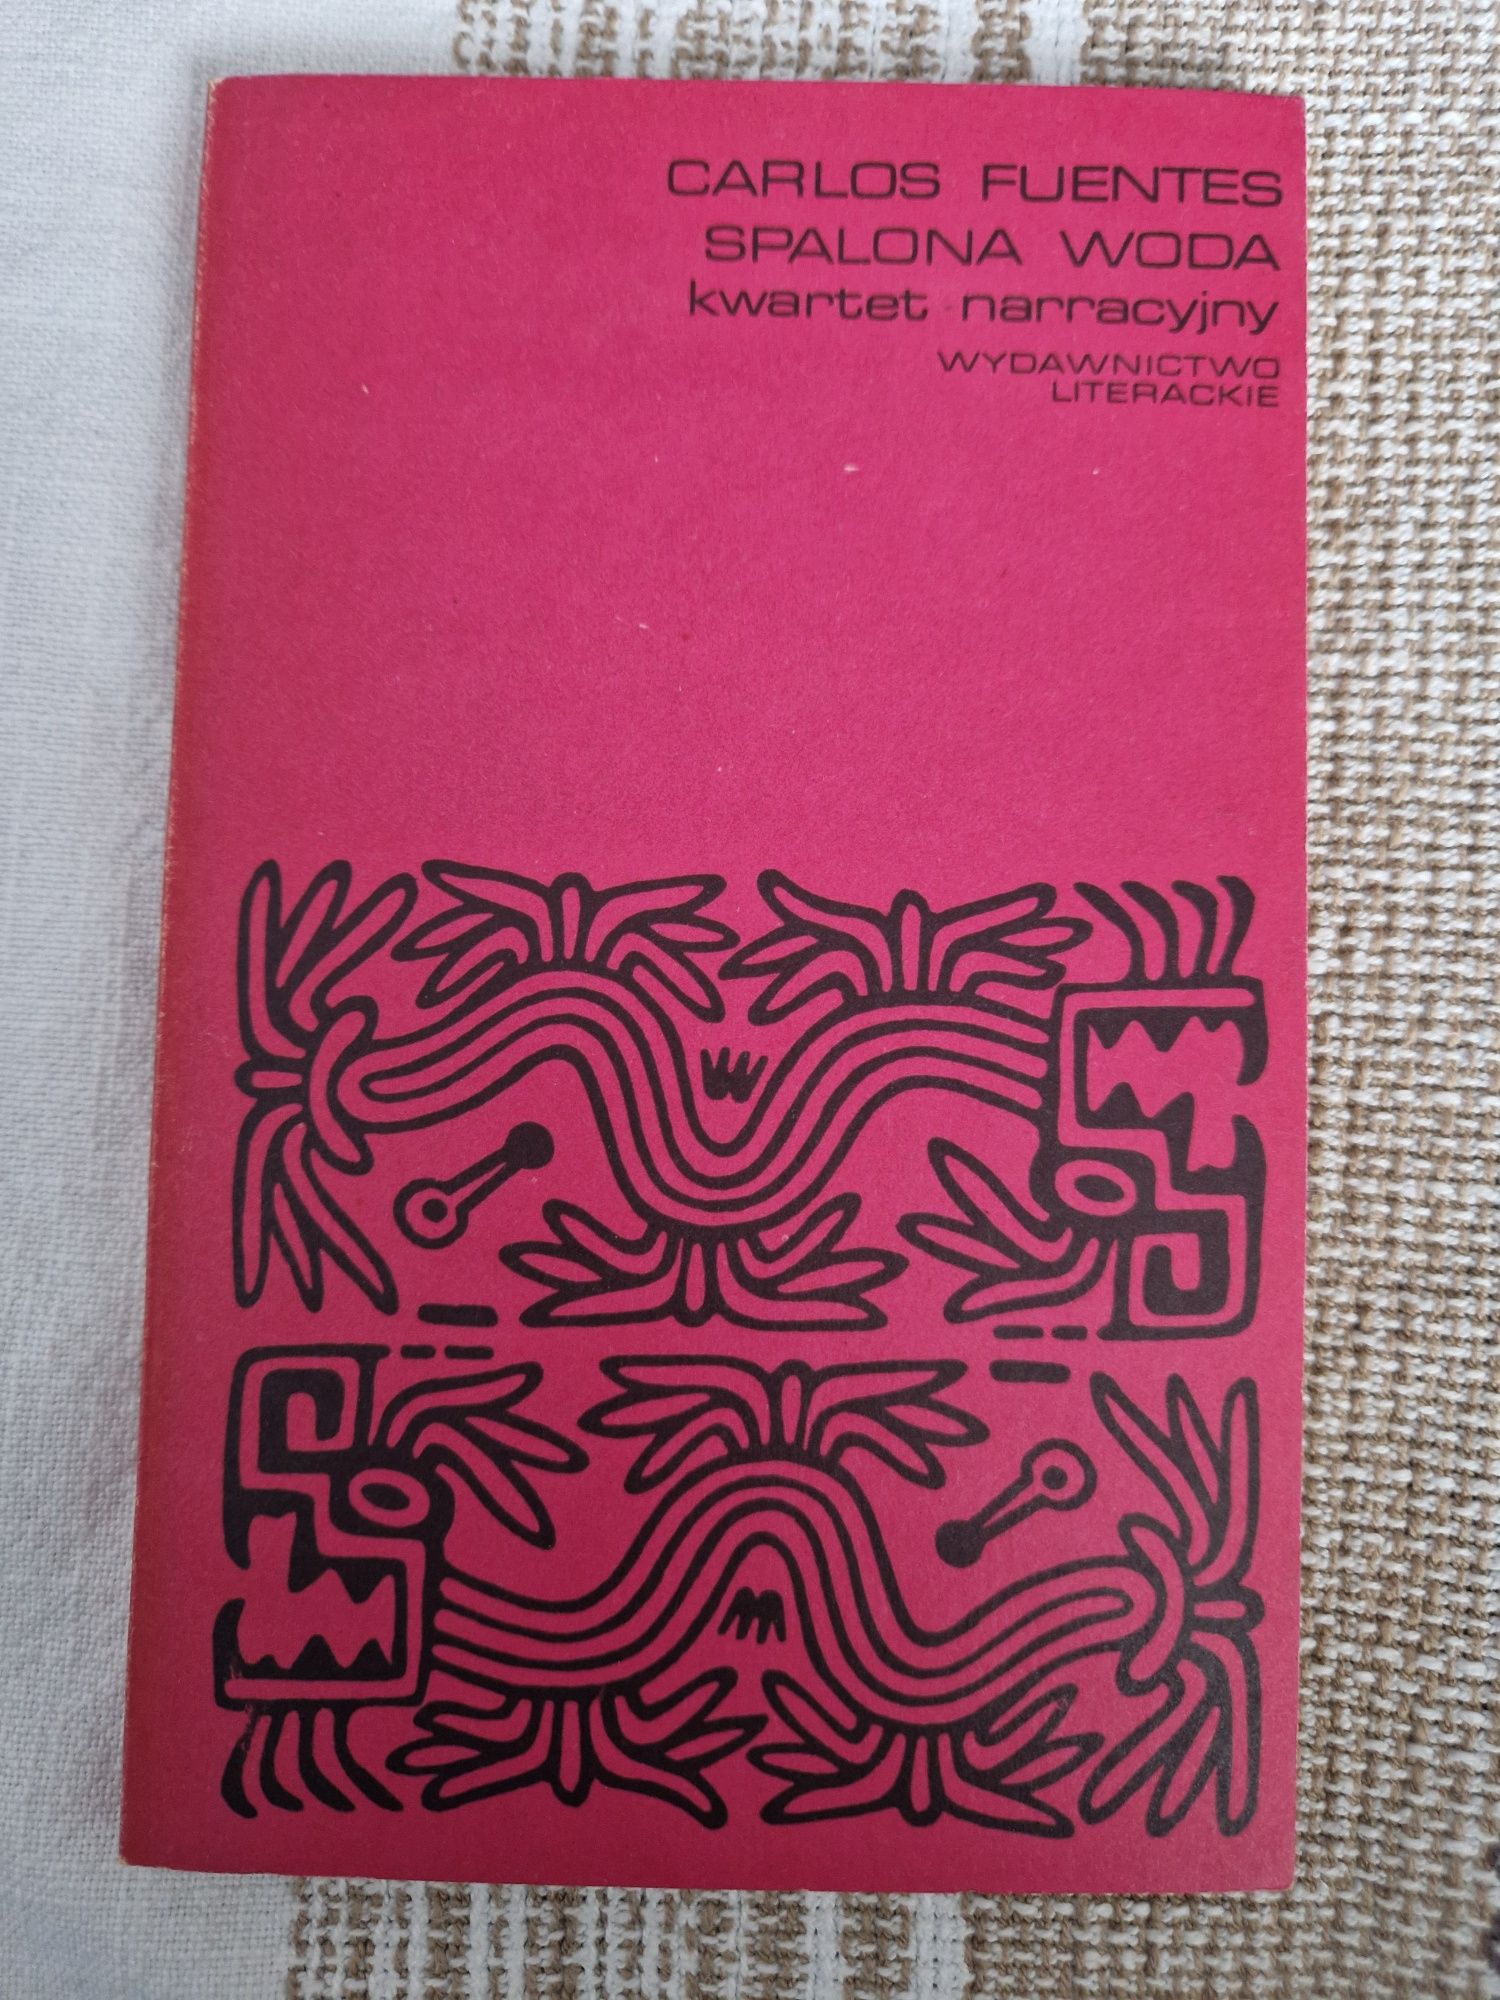 CARLOS FUENTES
SPALONA WODA
kwartet narracyjny
WYDAWNICTWO
LITERACKIE